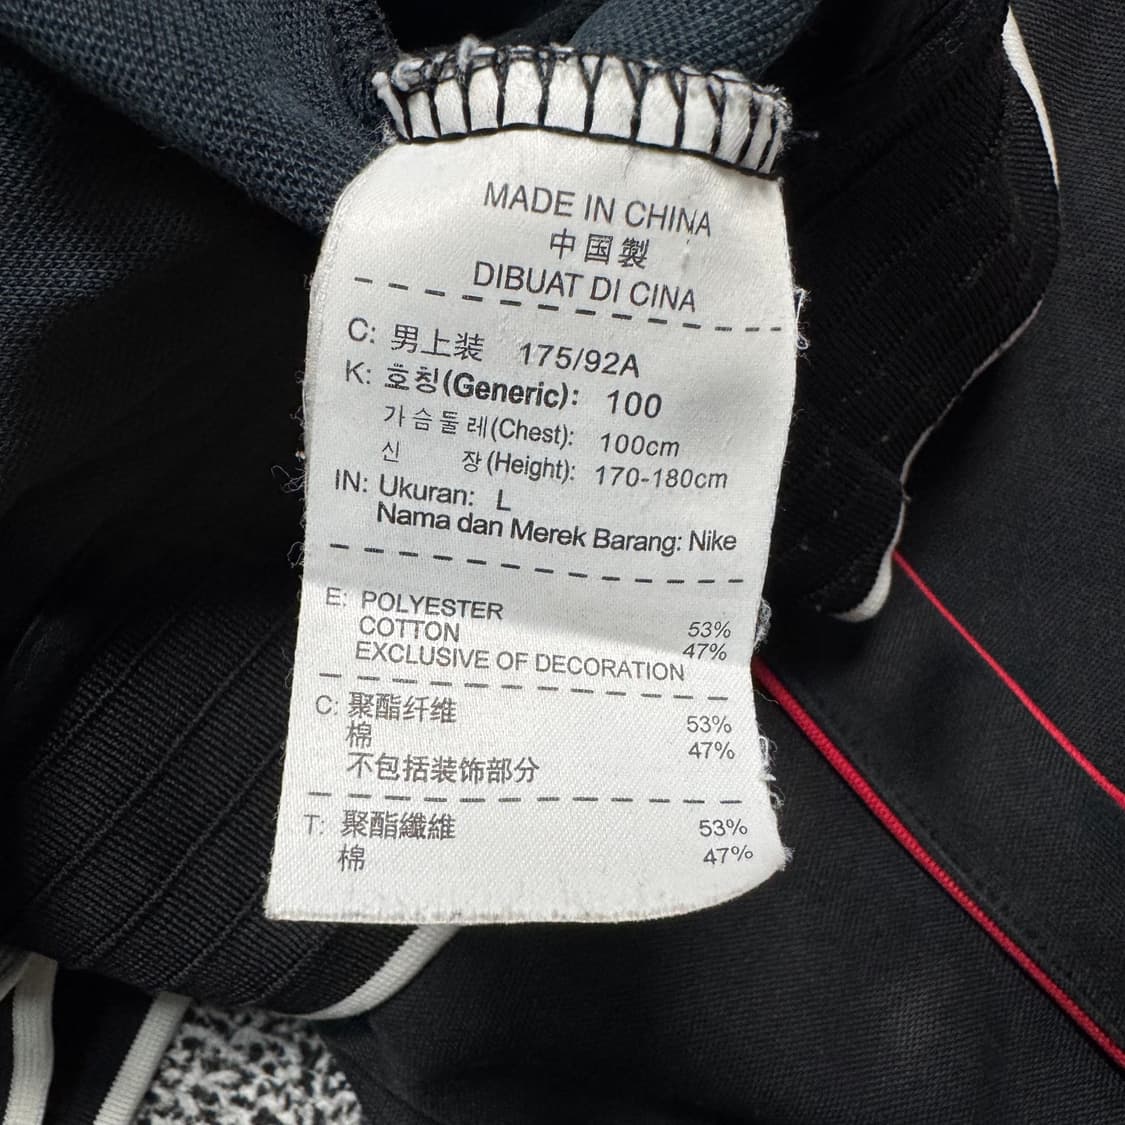 MADE IN CHINA
中国製
DIBUAT DI CINA
C: 男上装 175/92A
K: 호칭(Generic): 100
가슴둘레(Chest): 100cm
신 장(Height): 170-180cm
IN: Ukuran: L
Nama dan Merek Barang: Nike
E: POLYESTER 53%
COTTON 47%
EXCLUSIVE OF DECORATION
C: 聚酯纤维 53%
棉 47%
不包括装饰部分
T: 聚酯纖維 53%
棉 47%